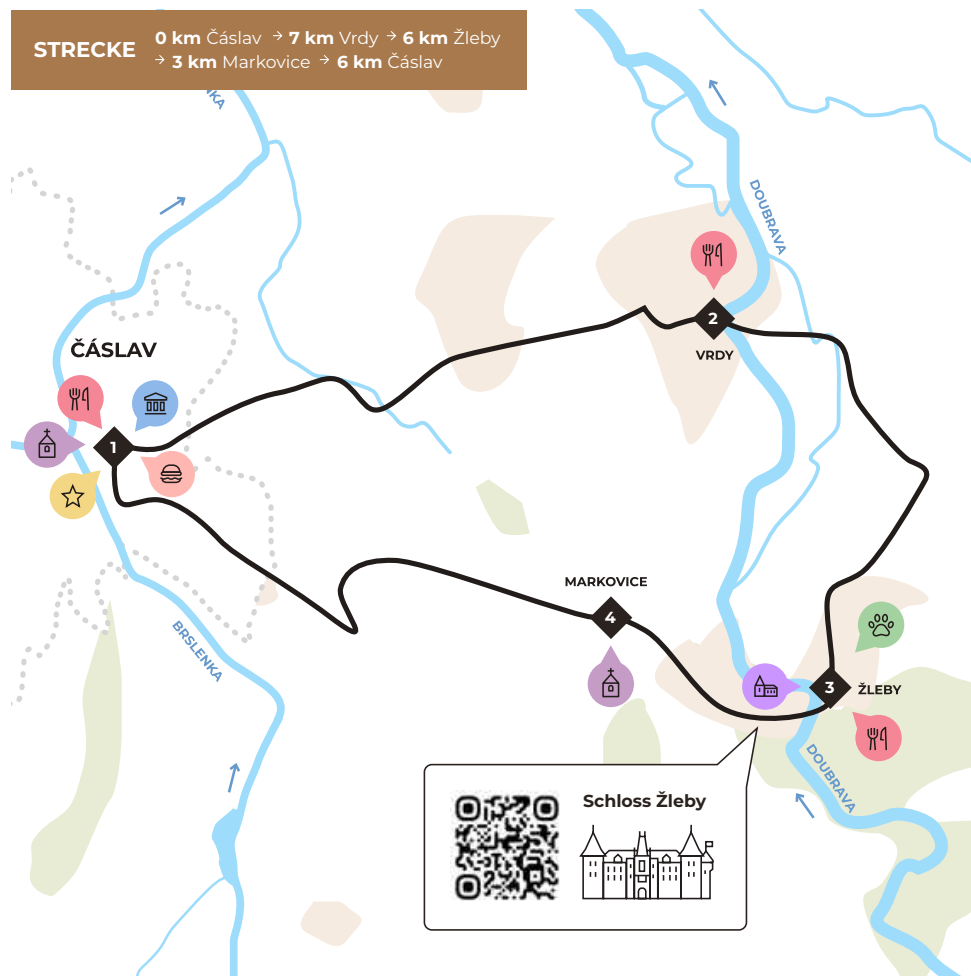 STRECKE
0 km Čáslav → 7 km Vrdy → 6 km Žleby
→ 3 km Markovice → 6 km Čáslav
DOUBRAVA
2
VRDY
ČÁSLAV
1
MARKOVICE
4
BRSLENKA
3
ŽLEBY
DOUBRAVA
Schloss Žleby